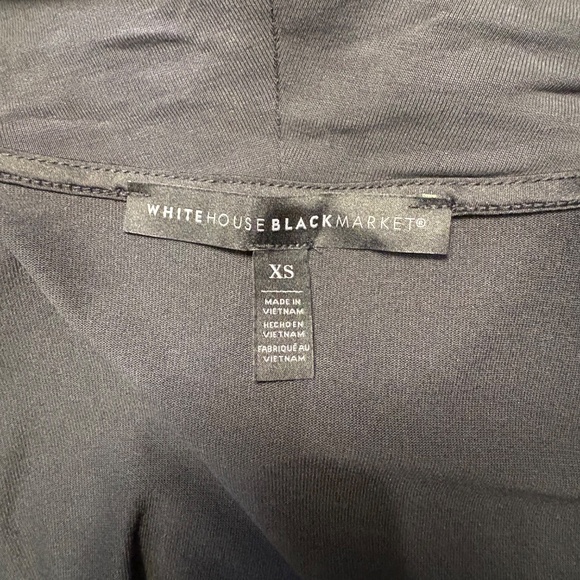 WHITEHOUSEBLACKMARKET®
XS
MADE IN
VIETNAM
HECHO EN
VIETNAM
FABRIQUÉ AU
VIETNAM